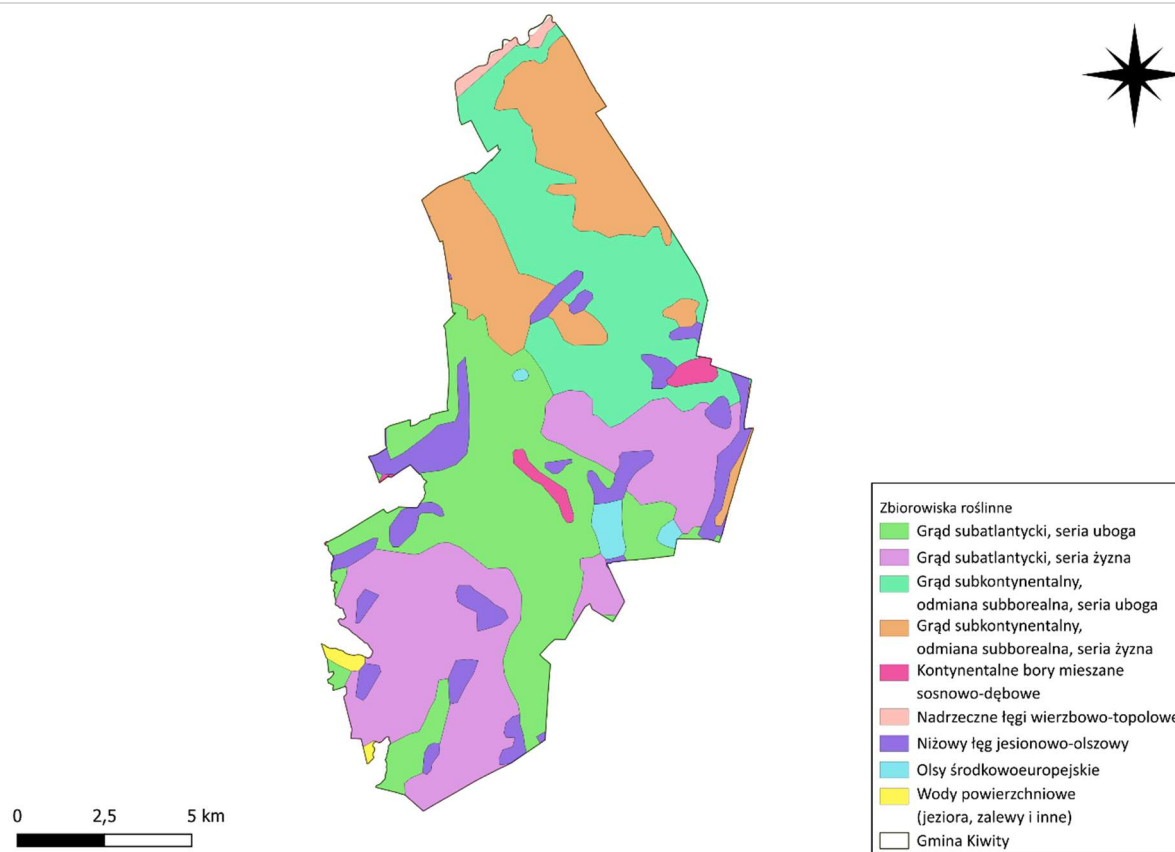 Zbiorowiska roślinne
Grąd subatlantycki, seria uboga
Grąd subatlantycki, seria żyzna
Grąd subkontynentalny,
odmiana subborealna, seria uboga
Grąd subkontynentalny,
odmiana subborealna, seria żyzna
Kontynentalne bory mieszane
sosnowo-dębowe
Nadrzeczne łęgi wierzbowo-topolowe
Niżowy łęg jesionowo-olszowy
Olsy środkowoeuropejskie
Wody powierzchniowe
(jeziora, zalewy i inne)
Gmina Kiwity
0 2,5 5 km